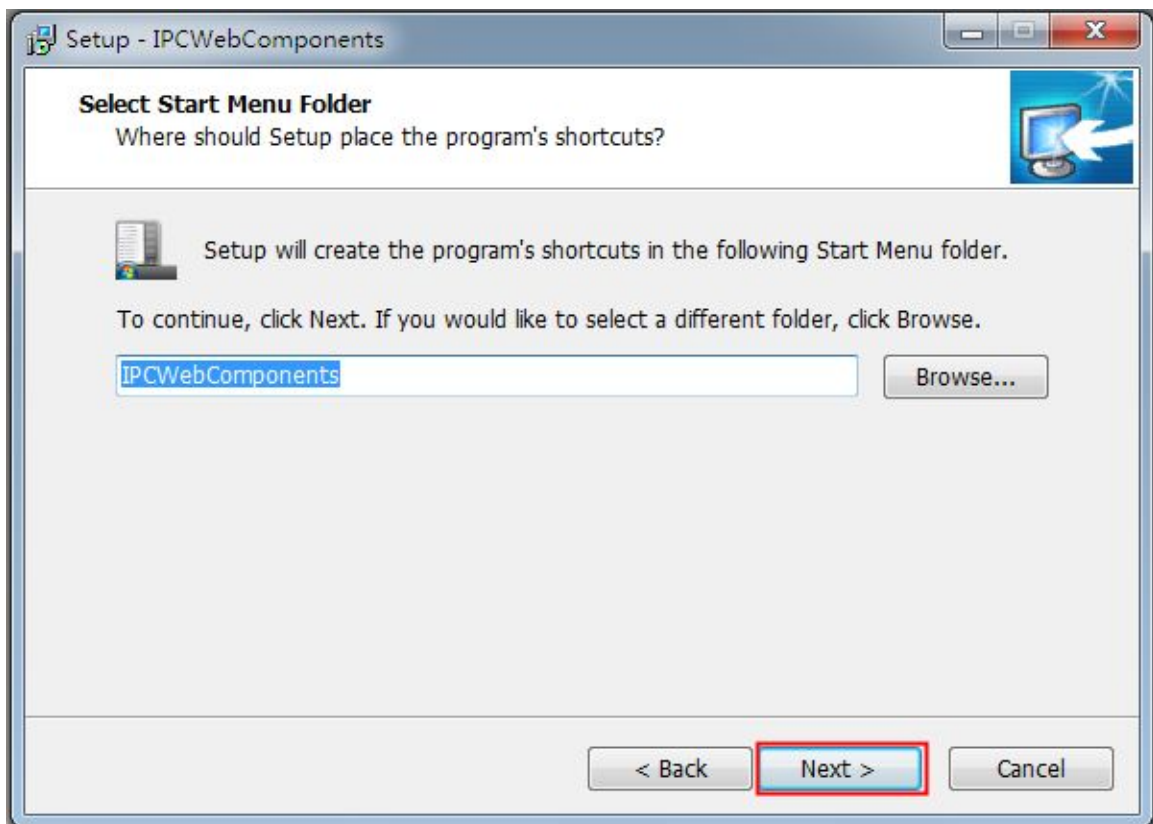 Setup - IPCWebComponents
Select Start Menu Folder
Where should Setup place the program's shortcuts?
Setup will create the program's shortcuts in the following Start Menu folder.
To continue, click Next. If you would like to select a different folder, click Browse.
IPCWebComponents
Browse...
< Back
Next >
Cancel